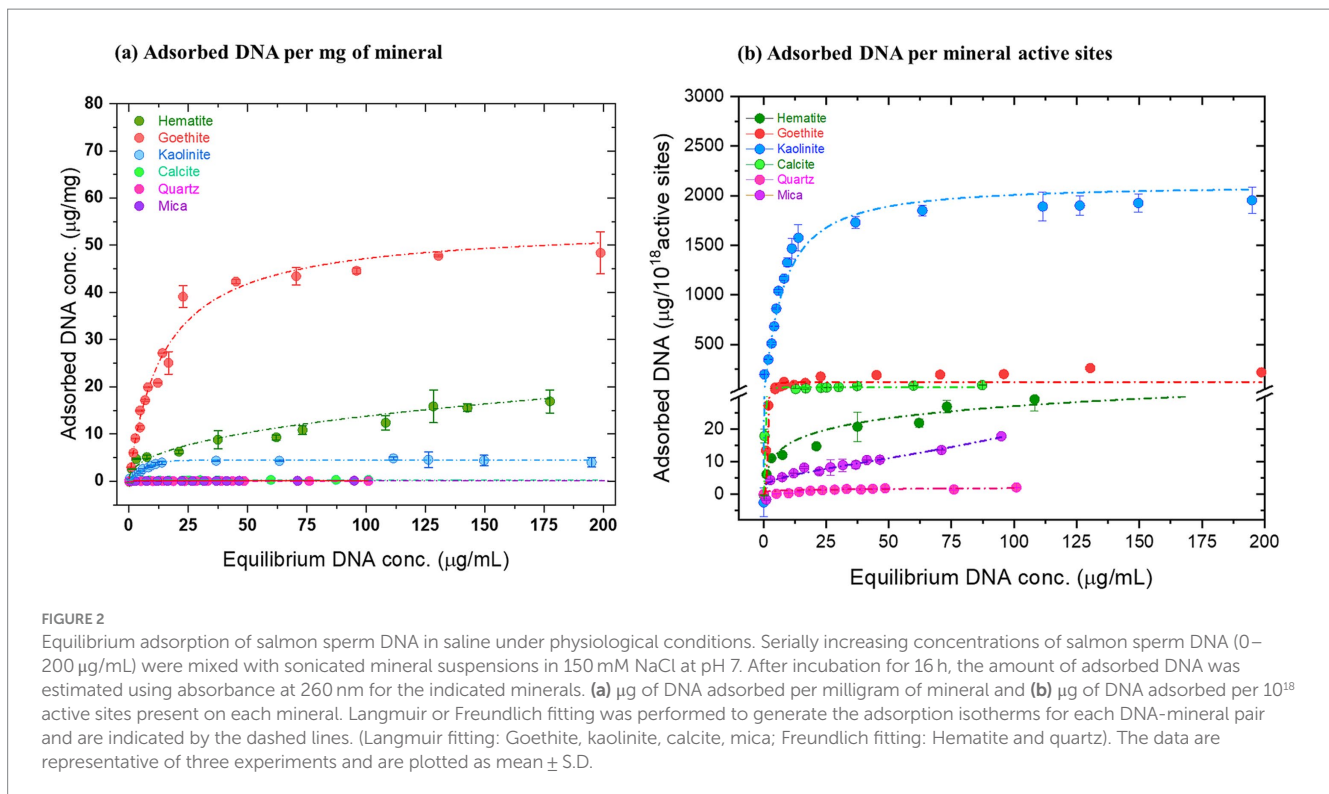 (a) Adsorbed DNA per mg of mineral
Adsorbed DNA conc. (µg/mg)
80
70
60
50
40
30
20
10
0
Hematite
Goethite
Kaolinite
Calcite
Quartz
Mica
0 25 50 75 100 125 150 175 200
Equilibrium DNA conc. (µg/mL)
(b) Adsorbed DNA per mineral active sites
Adsorbed DNA (µg/10¹⁸active sites)
3000
2500
2000
1500
1000
500
20
10
0
Hematite
Goethite
Kaolinite
Calcite
Quartz
Mica
0 25 50 75 100 125 150 175 200
Equilibrium DNA conc. (µg/mL)
FIGURE 2
Equilibrium adsorption of salmon sperm DNA in saline under physiological conditions. Serially increasing concentrations of salmon sperm DNA (0–
200 µg/mL) were mixed with sonicated mineral suspensions in 150 mM NaCl at pH 7. After incubation for 16 h, the amount of adsorbed DNA was
estimated using absorbance at 260 nm for the indicated minerals. (a) µg of DNA adsorbed per milligram of mineral and (b) µg of DNA adsorbed per 10¹⁸
active sites present on each mineral. Langmuir or Freundlich fitting was performed to generate the adsorption isotherms for each DNA-mineral pair
and are indicated by the dashed lines. (Langmuir fitting: Goethite, kaolinite, calcite, mica; Freundlich fitting: Hematite and quartz). The data are
representative of three experiments and are plotted as mean ± S.D.